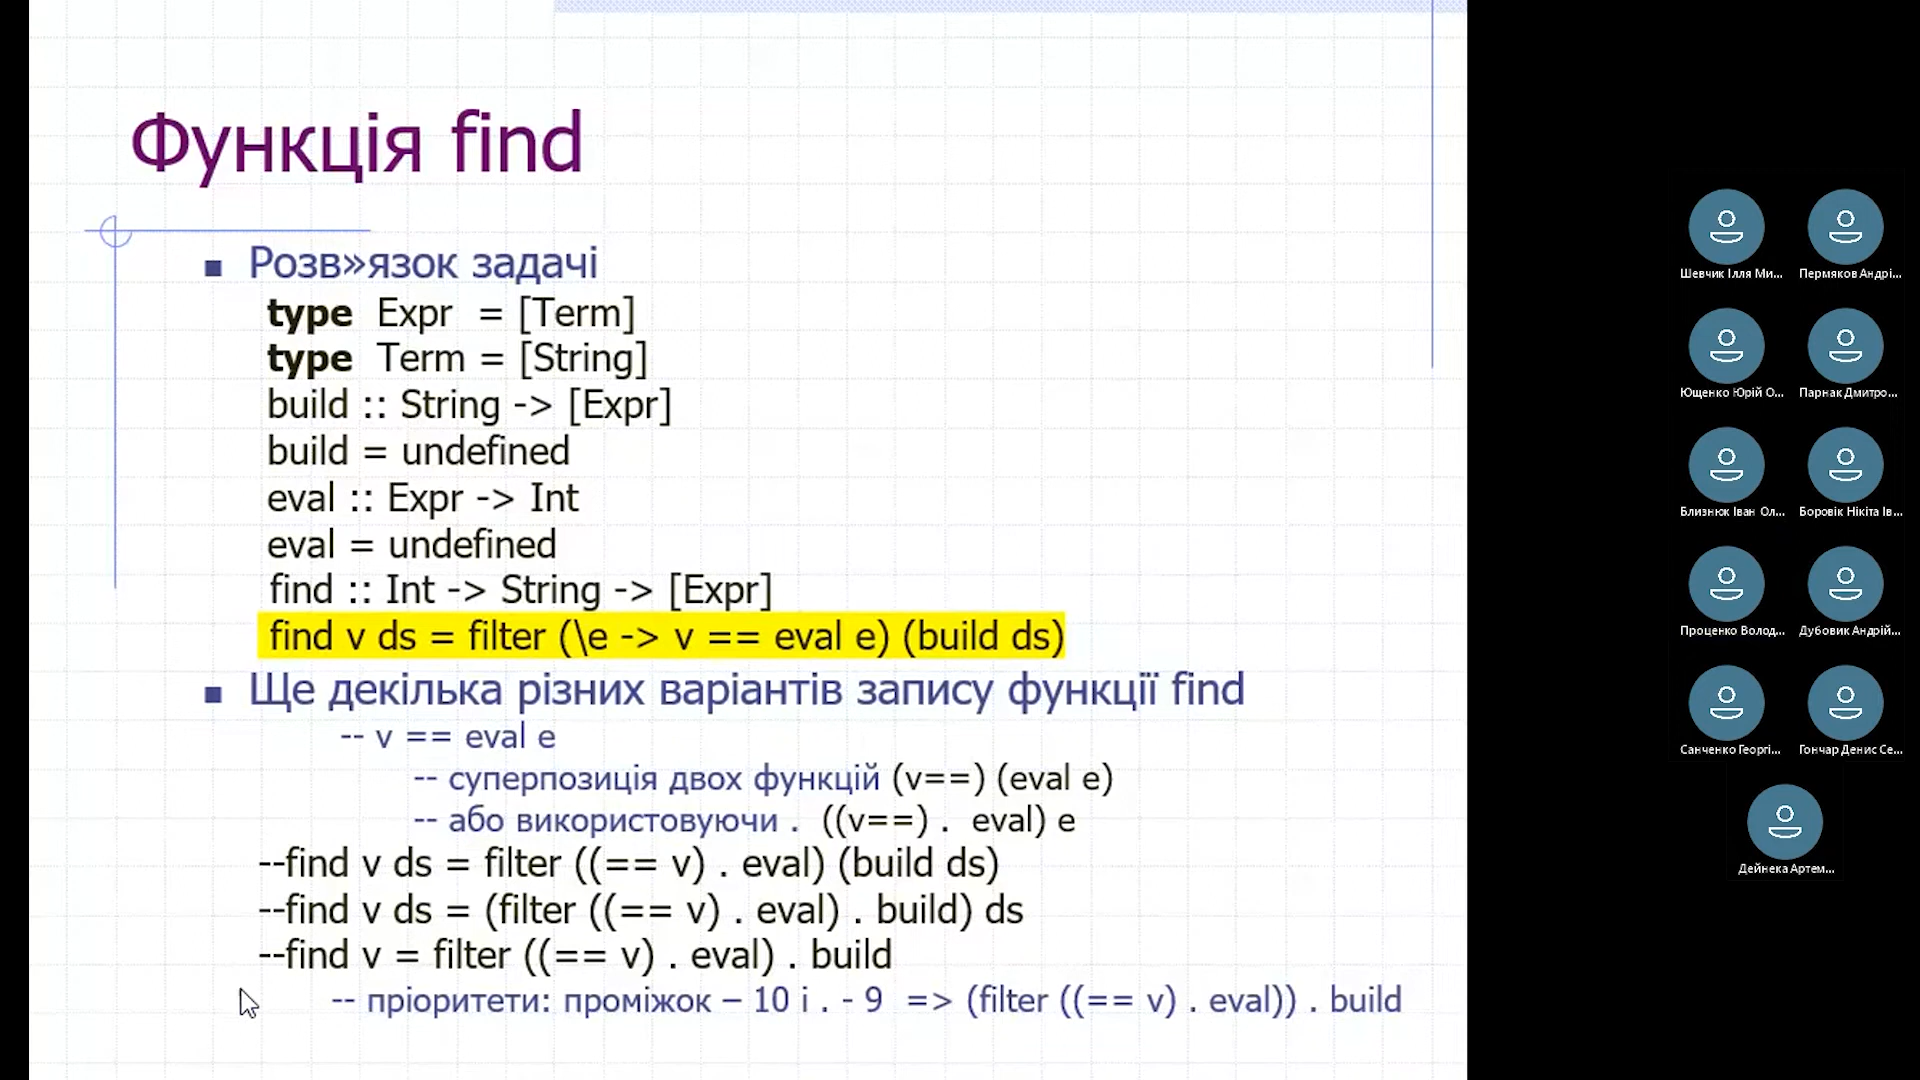 Функція find
Розв»язок задачі
type Expr = [Term]
type Term = [String]
build :: String -> [Expr]
build = undefined
eval :: Expr -> Int
eval = undefined
find :: Int -> String -> [Expr]
find v ds = filter (\e -> v == eval e) (build ds)
Ще декілька різних варіантів запису функції find
-- v == eval e
-- суперпозиція двох функцій (v==) (eval e)
-- або використовуючи . ((v==) . eval) e
--find v ds = filter ((== v) . eval) (build ds)
--find v ds = (filter ((== v) . eval) . build) ds
--find v = filter ((== v) . eval) . build
-- пріоритети: проміжок – 10 і . - 9 => (filter ((== v) . eval)) . build
Шевчик Ілля Ми...
Пермяков Андрі...
Ющенко Юрій О...
Парнак Дмитро...
Близнюк Іван Ол...
Боровік Нікіта Ів...
Проценко Волод...
Дубовик Андрій...
Санченко Георгі...
Гончар Денис Се...
Дейнека Артем...